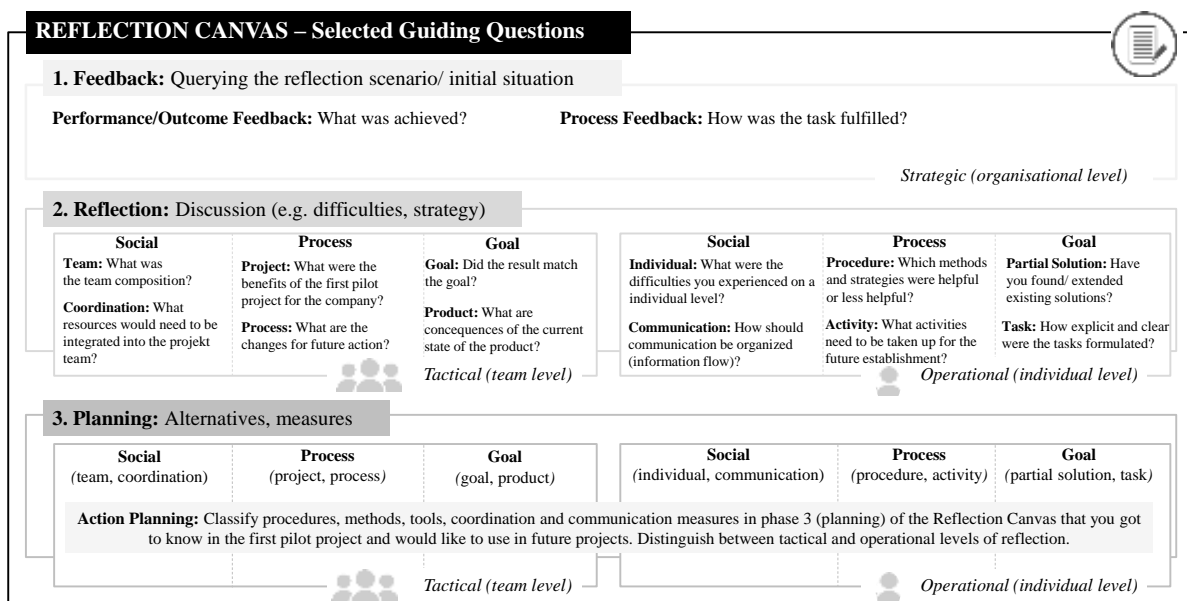 REFLECTION CANVAS – Selected Guiding Questions
1. Feedback: Querying the reflection scenario/ initial situation
Performance/Outcome Feedback: What was achieved?
Process Feedback: How was the task fulfilled?
Strategic (organisational level)
2. Reflection: Discussion (e.g. difficulties, strategy)
Social
Team: What was
the team composition?
Coordination: What
resources would need to be
integrated into the projekt
team?
Process
Project: What were the
benefits of the first pilot
project for the company?
Process: What are the
changes for future action?
Goal
Goal: Did the result match
the goal?
Product: What are
concequences of the current
state of the product?
Tactical (team level)
Social
Individual: What were the
difficulties you experienced on a
individual level?
Communication: How should
communication be organized
(information flow)?
Process
Procedure: Which methods
and strategies were helpful
or less helpful?
Activity: What activities
need to be taken up for the
future establishment?
Goal
Partial Solution: Have
you found/ extended
existing solutions?
Task: How explicit and clear
were the tasks formulated?
Operational (individual level)
3. Planning: Alternatives, measures
Social
(team, coordination)
Process
(project, process)
Goal
(goal, product)
Social
(individual, communication)
Process
(procedure, activity)
Goal
(partial solution, task)
Action Planning: Classify procedures, methods, tools, coordination and communication measures in phase 3 (planning) of the Reflection Canvas that you got
to know in the first pilot project and would like to use in future projects. Distinguish between tactical and operational levels of reflection.
Tactical (team level)
Operational (individual level)